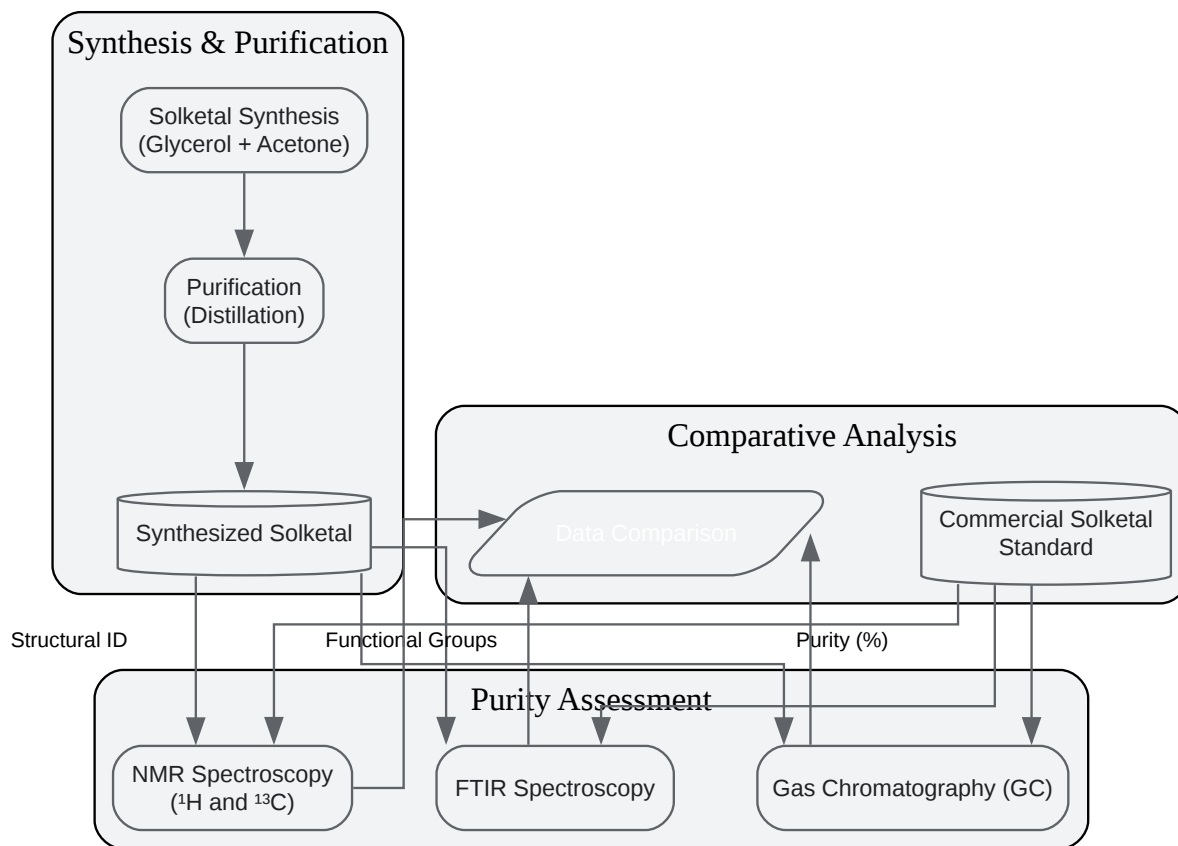 Synthesis & Purification
Solketal Synthesis
(Glycerol + Acetone)
Purification
(Distillation)
Comparative Analysis
Synthesized Solketal
Data Comparison
Commercial Solketal
Standard
Structural ID
Functional Groups
Purity (%)
Purity Assessment
NMR Spectroscopy
(¹H and ¹³C)
FTIR Spectroscopy
Gas Chromatography (GC)